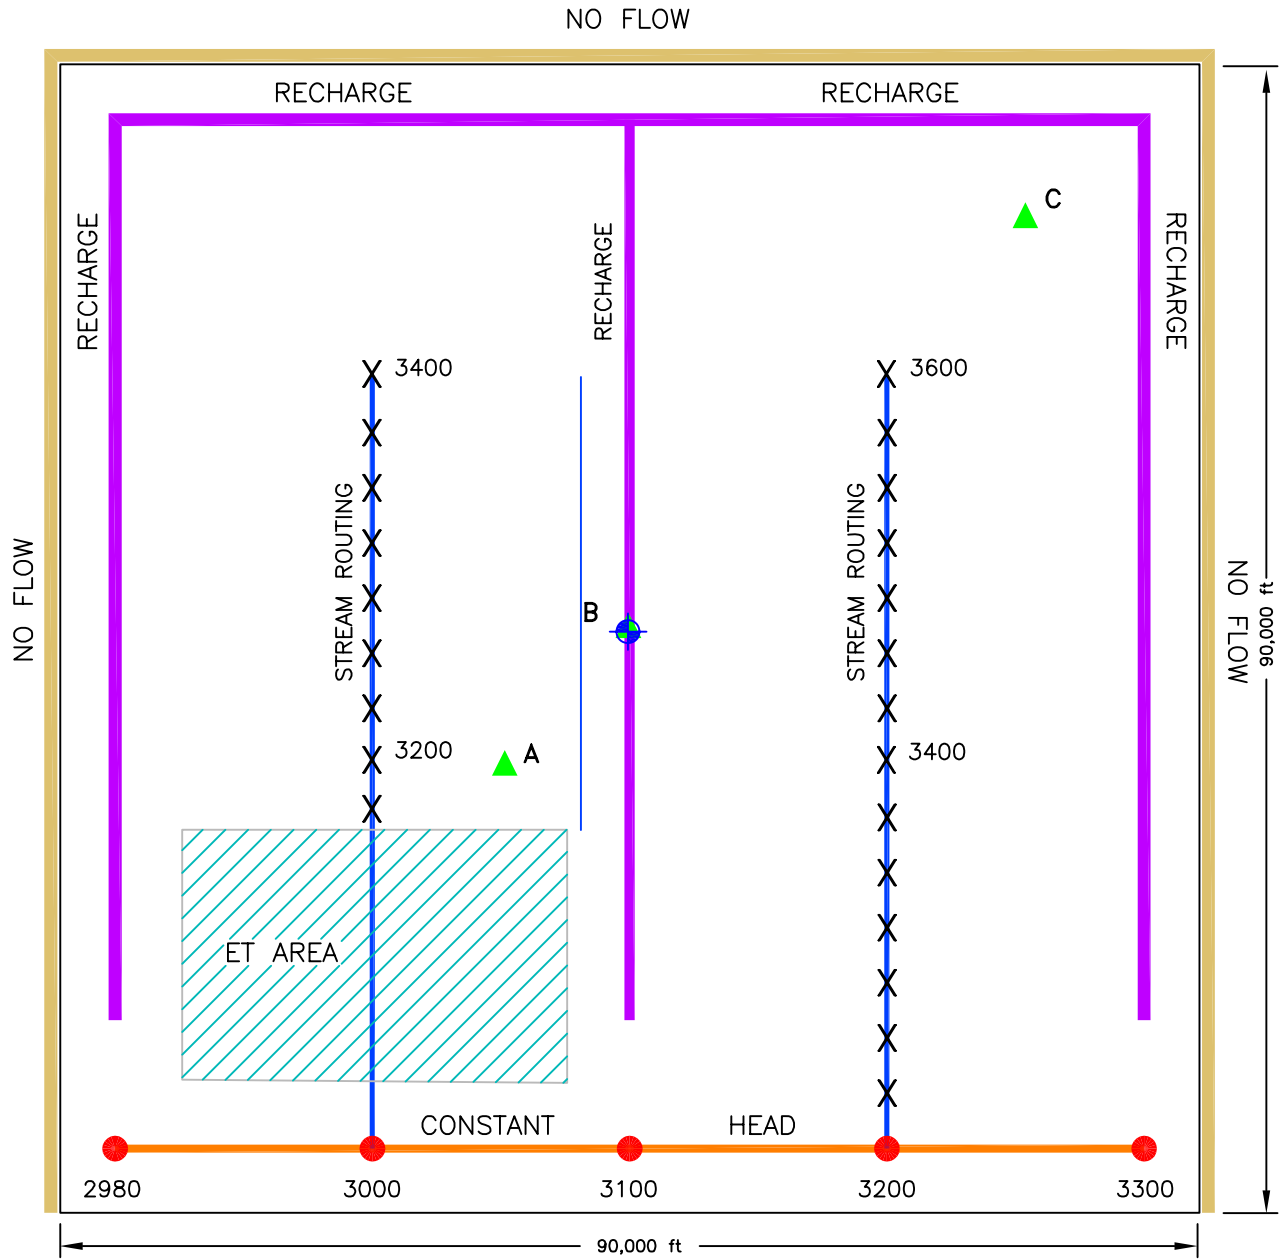 NO FLOW
RECHARGE
RECHARGE
RECHARGE
RECHARGE
RECHARGE
C
3400
3600
STREAM ROUTING
STREAM ROUTING
NO FLOW
NO FLOW
90,000 ft
B
3200
A
3400
ET AREA
CONSTANT HEAD
2980
3000
3100
3200
3300
90,000 ft